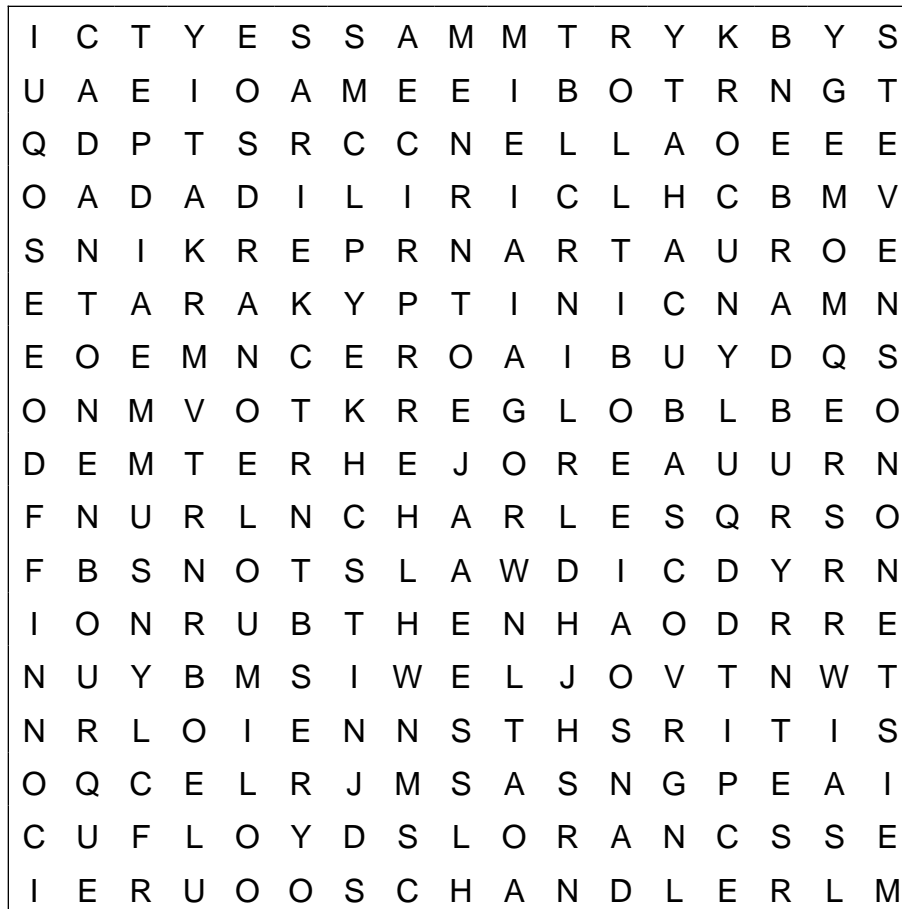 I C T Y E S S A M M T R Y K B Y S
U A E I O A M E E I B O T R N G T
Q D P T S R C C N E L L A O E E E
O A D A D I L I R I C L H C B M V
S N I K R E P R N A R T A U R O E
E T A R A K Y P T I N I C N A M N
E O E M N C E R O A I B U Y D Q S
O N M V O T K R E G L O B L B E O
D E M T E R H E J O R E A U U R N
F N U R L N C H A R L E S Q R S O
F B S N O T S L A W D I C D Y R N
I O N R U B T H E N H A O D R R E
N U Y B M S I W E L J O V T N W T
N R L O I E N N S T H S R I T I S
O Q C E L R J M S A S N G P E A I
C U F L O Y D S L O R A N C S S E
I E R U O O S C H A N D L E R L M